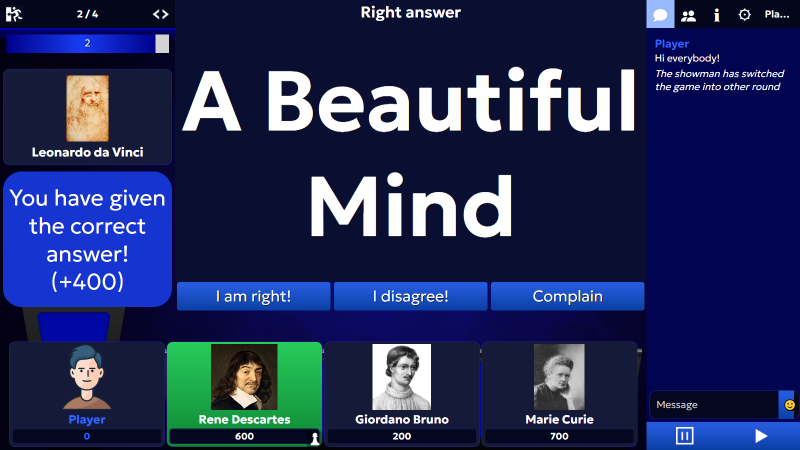 2 / 4
2
Leonardo da Vinci
You have given
the correct
answer!
(+400)
Right answer
A Beautiful
Mind
I am right!
I disagree!
Complain
Player
0
Rene Descartes
600
Giordano Bruno
200
Marie Curie
700
Pla...
Player
Hi everybody!
The showman has switched
the game into other round
Message